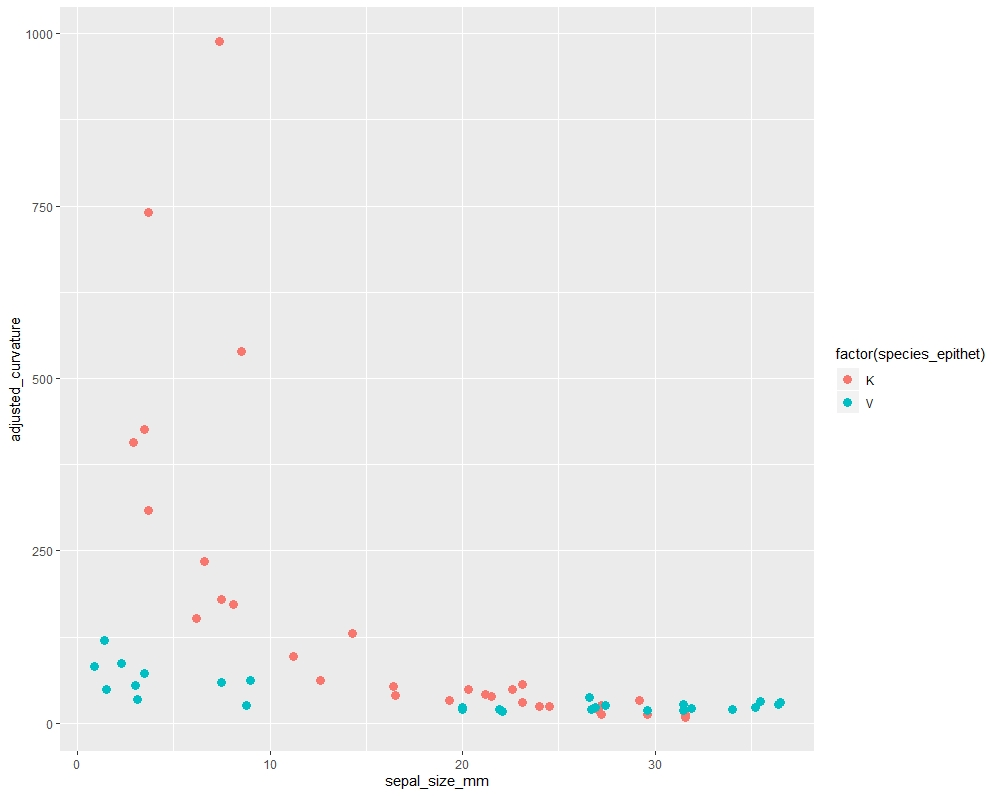 1000
750
500
250
0
adjusted_curvature
0 10 20 30
sepal_size_mm
factor(species_epithet)
K
V